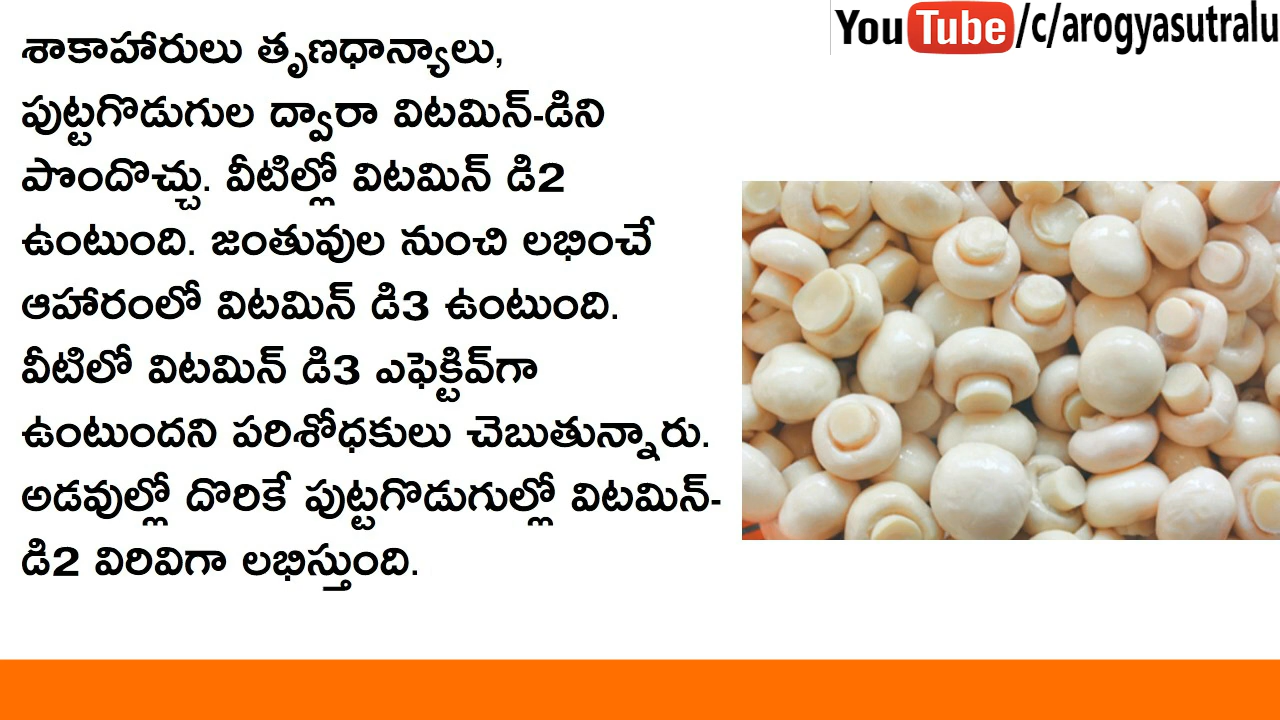 YouTube/c/arogyasutralu
శాకాహారులు తృణధాన్యాలు,
పుట్టగొడుగుల ద్వారా విటమిన్-డిని
పొందొచ్చు. వీటిల్లో విటమిన్ డి2
ఉంటుంది. జంతువుల నుంచి లభించే
ఆహారంలో విటమిన్ డి3 ఉంటుంది.
వీటిలో విటమిన్ డి3 ఎఫెక్టివ్‌గా
ఉంటుందని పరిశోధకులు చెబుతున్నారు.
అడవుల్లో దొరికే పుట్టగొడుగుల్లో విటమిన్-
డి2 విరివిగా లభిస్తుంది.